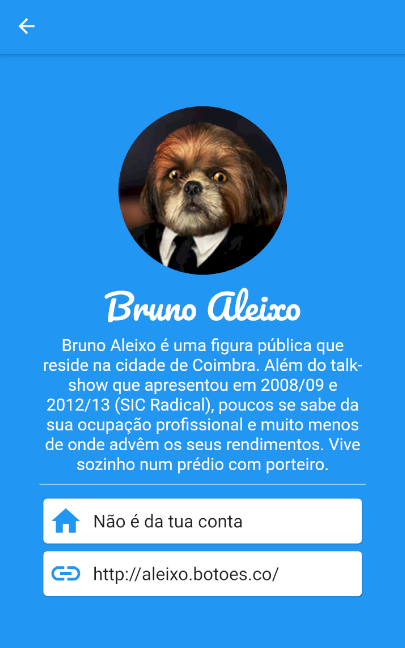 Bruno Aleixo
Bruno Aleixo é uma figura pública que
reside na cidade de Coimbra. Além do talk-
show que apresentou em 2008/09 e
2012/13 (SIC Radical), poucos se sabe da
sua ocupação profissional e muito menos
de onde advêm os seus rendimentos. Vive
sozinho num prédio com porteiro.
Não é da tua conta
http://aleixo.botoes.co/